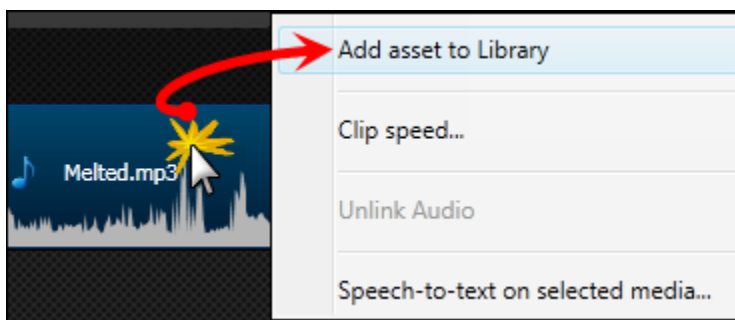 Add asset to Library
Clip speed...
Melted.mp3
Unlink Audio
Speech-to-text on selected media...